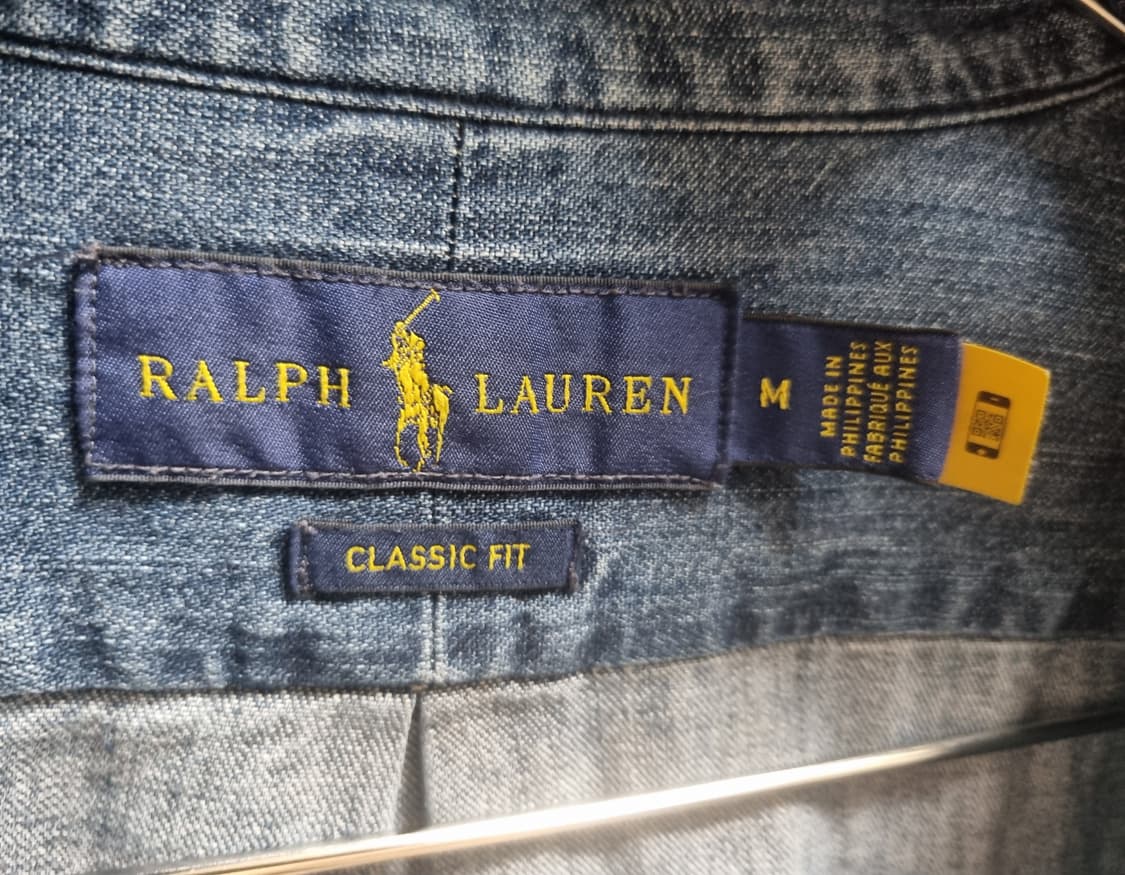 RALPH LAUREN
M
MADE IN
PHILIPPINES
FABRIQUÉ AUX
PHILIPPINES
CLASSIC FIT